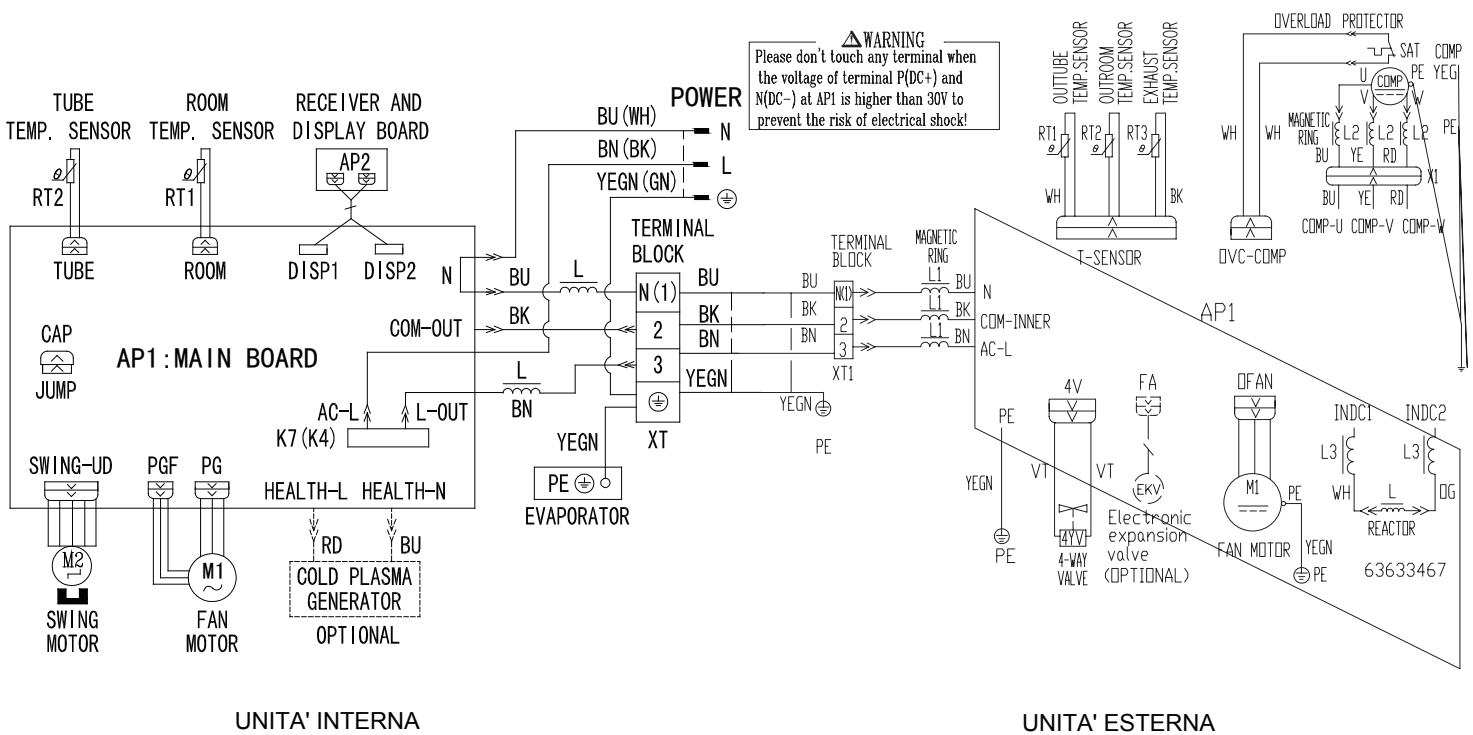 WARNING
Please don't touch any terminal when
the voltage of terminal P(DC+) and
N(DC-) at AP1 is higher than 30V to
prevent the risk of electrical shock!
TUBE
TEMP. SENSOR
RT2
TUBE
ROOM
TEMP. SENSOR
RT1
ROOM
RECEIVER AND
DISPLAY BOARD
AP2
DISP1
DISP2
POWER
BU(WH)
N
BN(BK)
L
YEGN(GN)
N
BU
L
COM-OUT
BK
CAP
JUMP
AP1:MAIN BOARD
AC-L
L-OUT
K7(K4)
L
BN
TERMINAL
BLOCK
N(1)
2
3
XT
BU
BK
BN
YEGN
YEGN
PE
EVAPORATOR
SWING-UD
M2
SWING
MOTOR
PGF
PG
M1
FAN
MOTOR
HEALTH-L
HEALTH-N
RD
BU
COLD PLASMA
GENERATOR
OPTIONAL
BU
BK
BN
YEGN
PE
TERMINAL
BLOCK
N(1)
2
3
XT1
MAGNETIC
RING
L1
BU
N
L1
BK
COM-INNER
L1
BN
AC-L
OUTTUBE
TEMP.SENSOR
OUTROOM
TEMP.SENSOR
EXHAUST
TEMP.SENSOR
RT1
RT2
RT3
WH
BK
T-SENSOR
OVERLOAD PROTECTOR
SAT
COMP
YEG
PE
COMP
U
V
W
WH
WH
MAGNETIC
RING
L2
L2
L2
PE
BU
YE
RD
X1
BU
YE
RD
COMP-U
COMP-V
COMP-W
OVC-COMP
AP1
PE
YEGN
PE
4V
VT
VT
4YV
4-WAY
VALVE
FA
EKV
Electronic
expansion
valve
(OPTIONAL)
OFAN
M1
PE
FAN MOTOR
YEGN
PE
INDC1
INDC2
L3
L3
WH
L
OG
REACTOR
63633467
UNITA' INTERNA
UNITA' ESTERNA